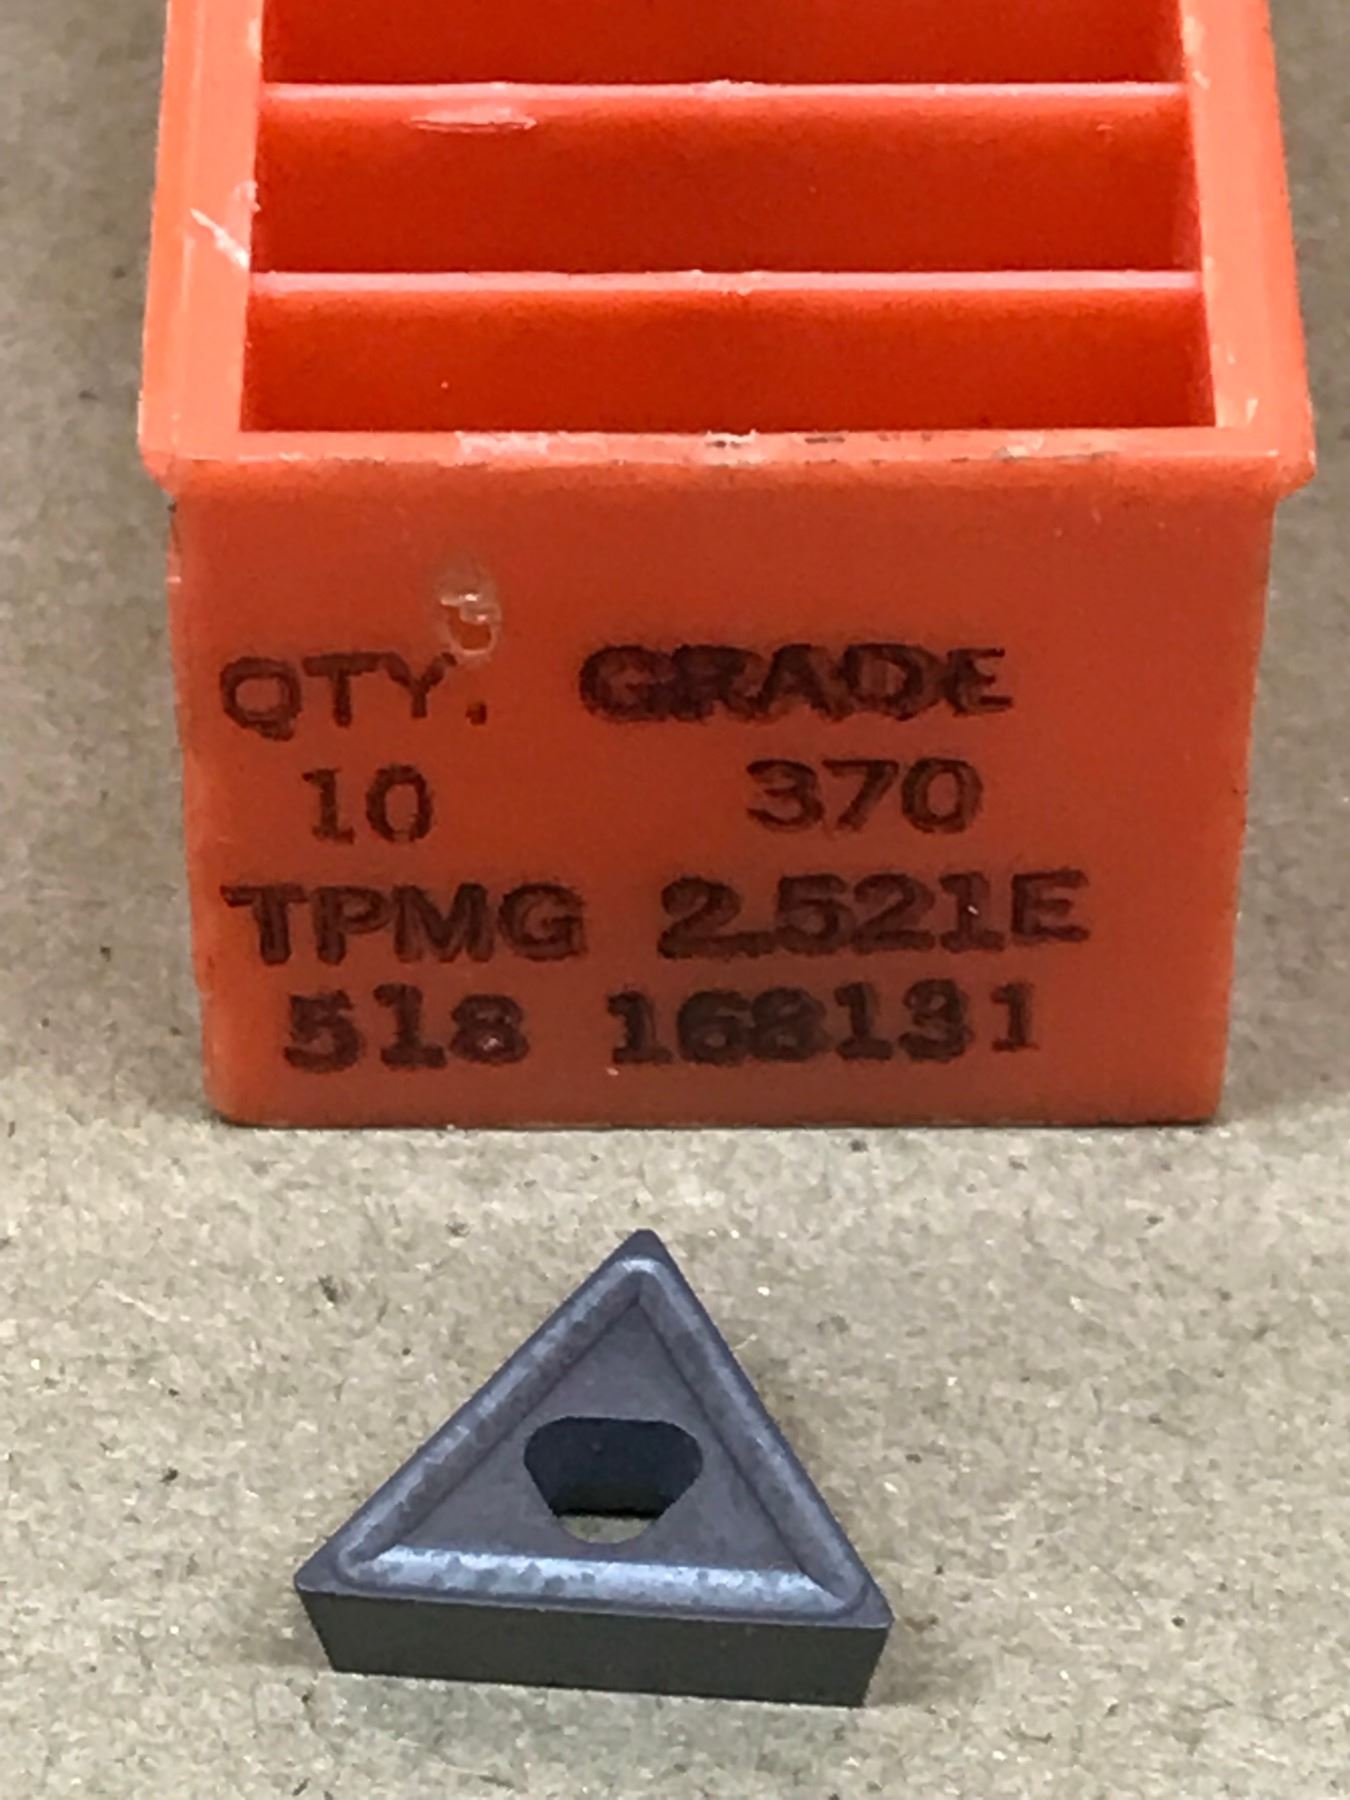 QTY. GRADE
10 370
TPMG 2.521E
518 168131